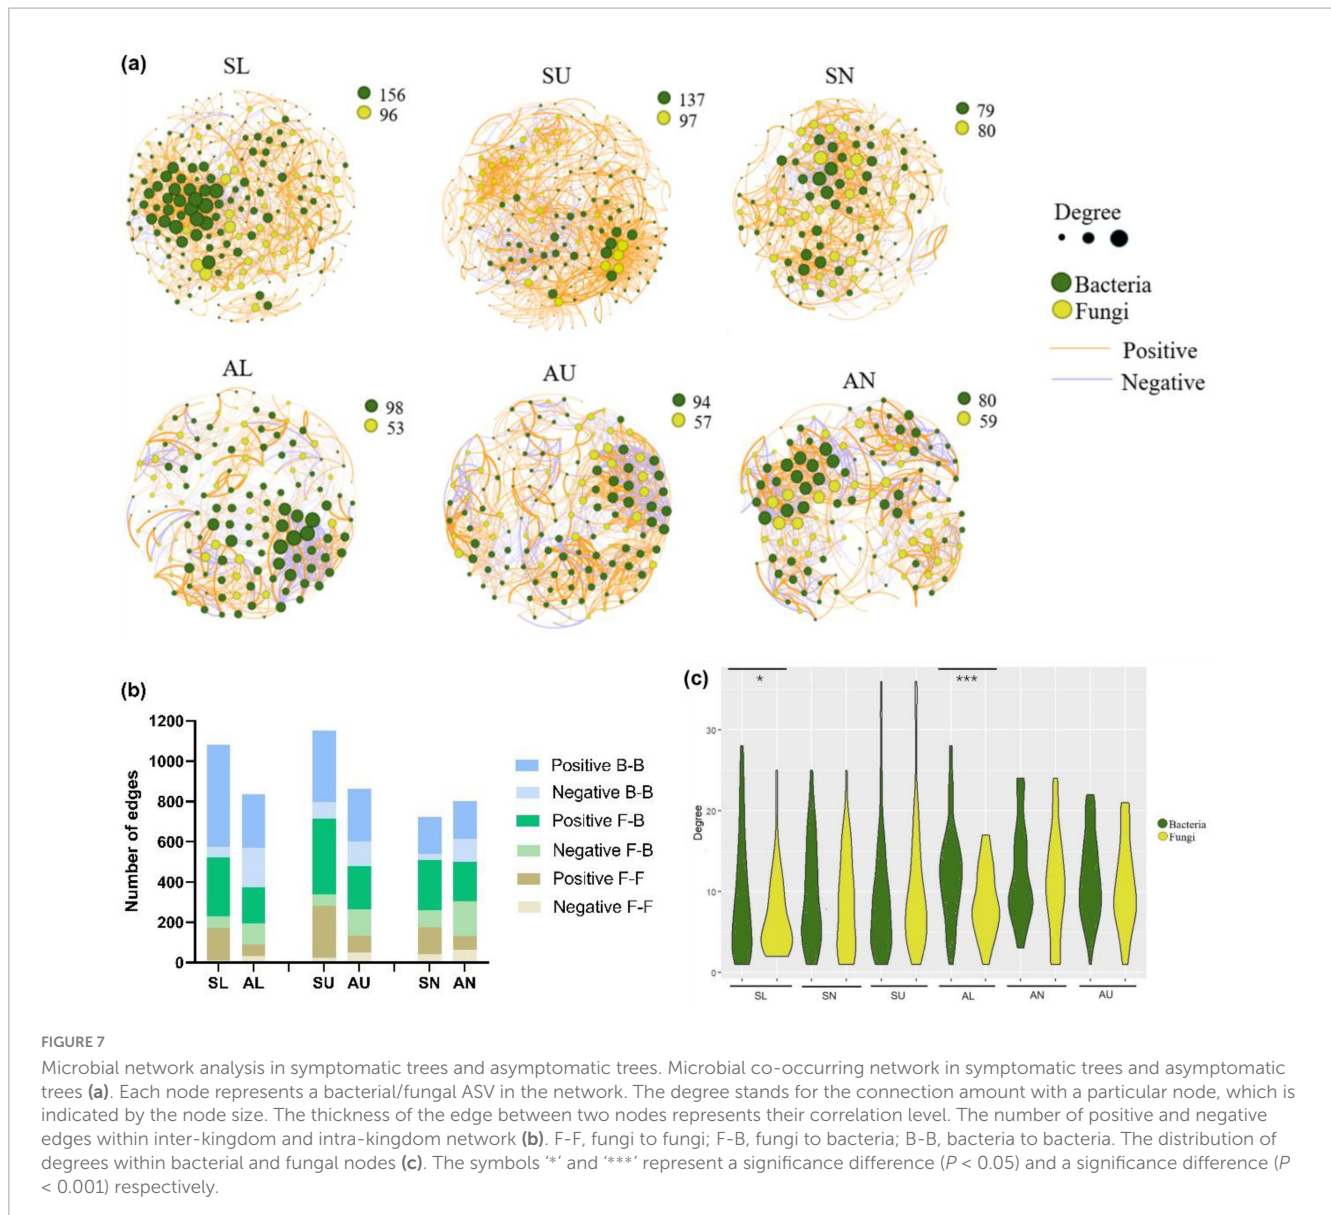 (a)
SL
156
96
SU
137
97
SN
79
80
Degree
Bacteria
Fungi
Positive
Negative
AL
98
53
AU
94
57
AN
80
59
(b)
Number of edges
1200
1000
800
600
400
200
0
SL AL SU AU SN AN
Positive B-B
Negative B-B
Positive F-B
Negative F-B
Positive F-F
Negative F-F
(c)
*
***
Degree
30
20
10
0
SL SN SU AL AN AU
Bacteria
Fungi
FIGURE 7
Microbial network analysis in symptomatic trees and asymptomatic trees. Microbial co-occurring network in symptomatic trees and asymptomatic
trees (a). Each node represents a bacterial/fungal ASV in the network. The degree stands for the connection amount with a particular node, which is
indicated by the node size. The thickness of the edge between two nodes represents their correlation level. The number of positive and negative
edges within inter-kingdom and intra-kingdom network (b). F-F, fungi to fungi; F-B, fungi to bacteria; B-B, bacteria to bacteria. The distribution of
degrees within bacterial and fungal nodes (c). The symbols ‘*’ and ‘***‘ represent a significance difference (P < 0.05) and a significance difference (P
< 0.001) respectively.